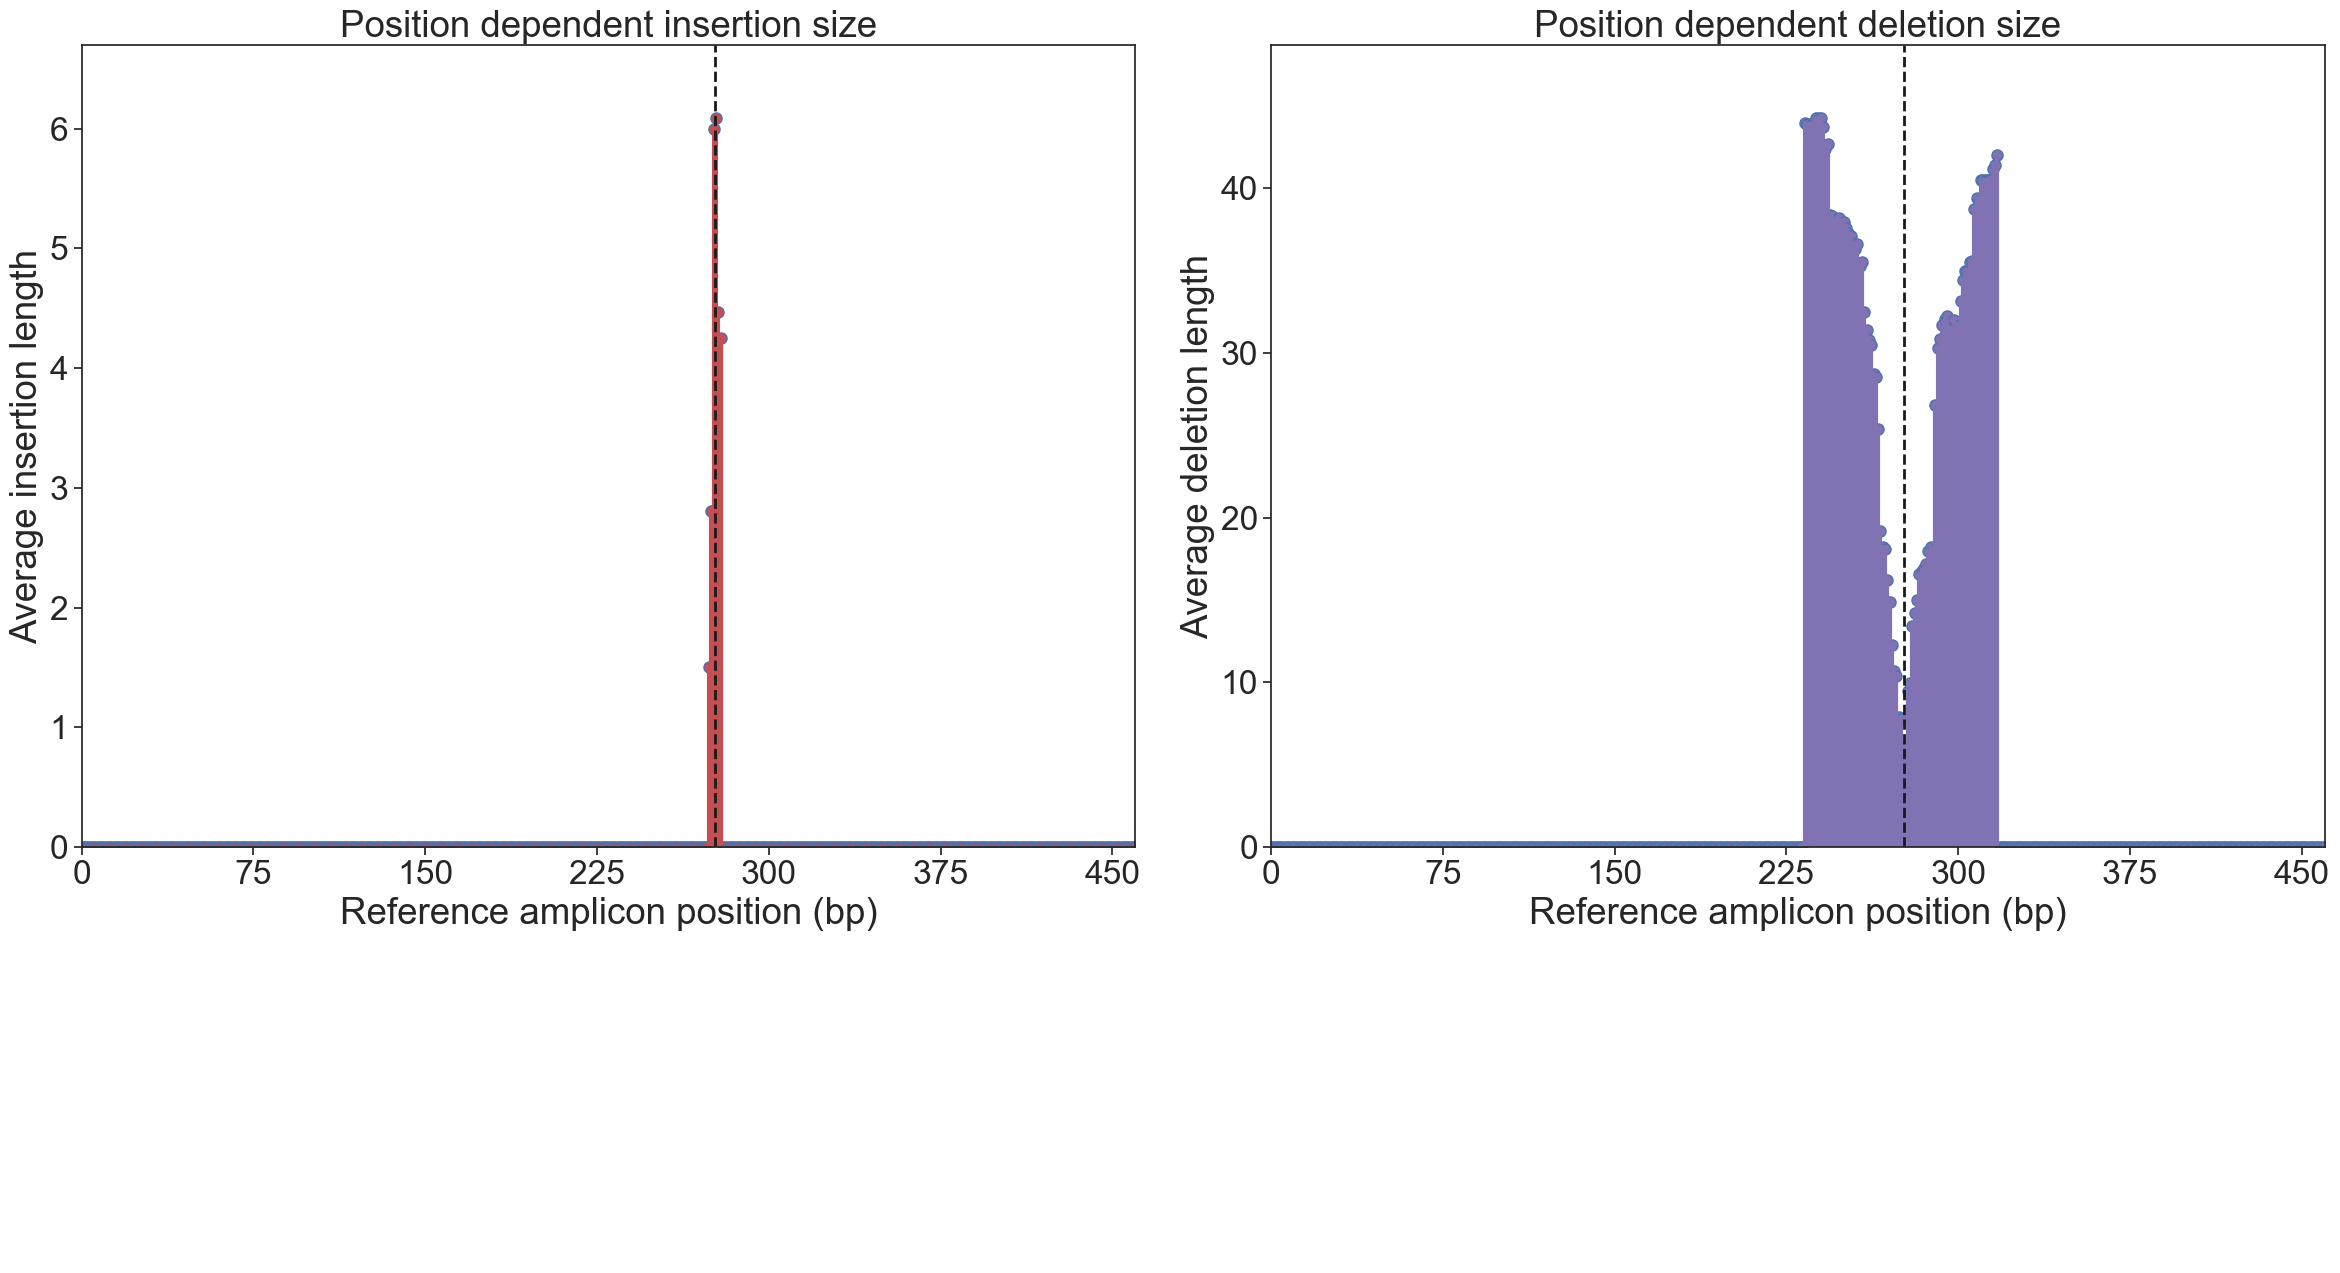 Position dependent insertion size
Average insertion length
6
5
4
3
2
1
0
0 75 150 225 300 375 450
Reference amplicon position (bp)
Position dependent deletion size
Average deletion length
40
30
20
10
0
0 75 150 225 300 375 450
Reference amplicon position (bp)